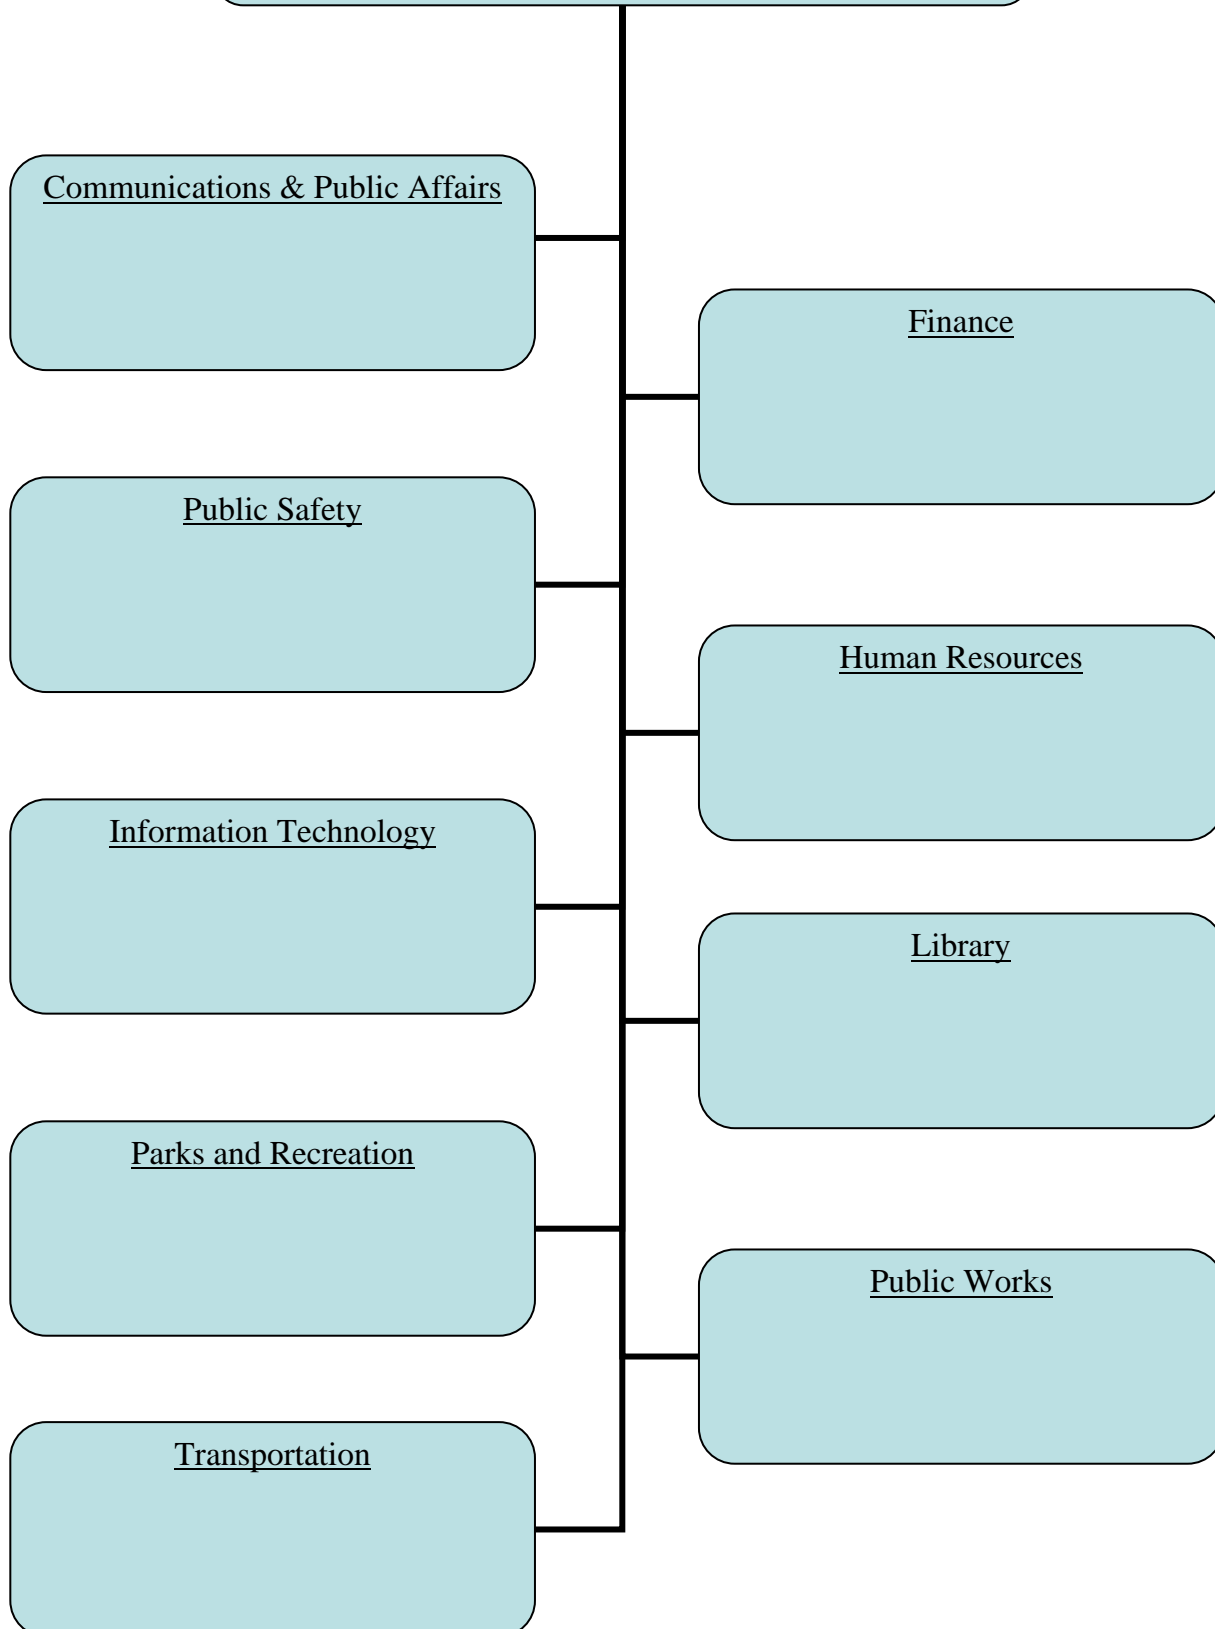 Communications & Public Affairs
Finance
Public Safety
Human Resources
Information Technology
Library
Parks and Recreation
Public Works
Transportation